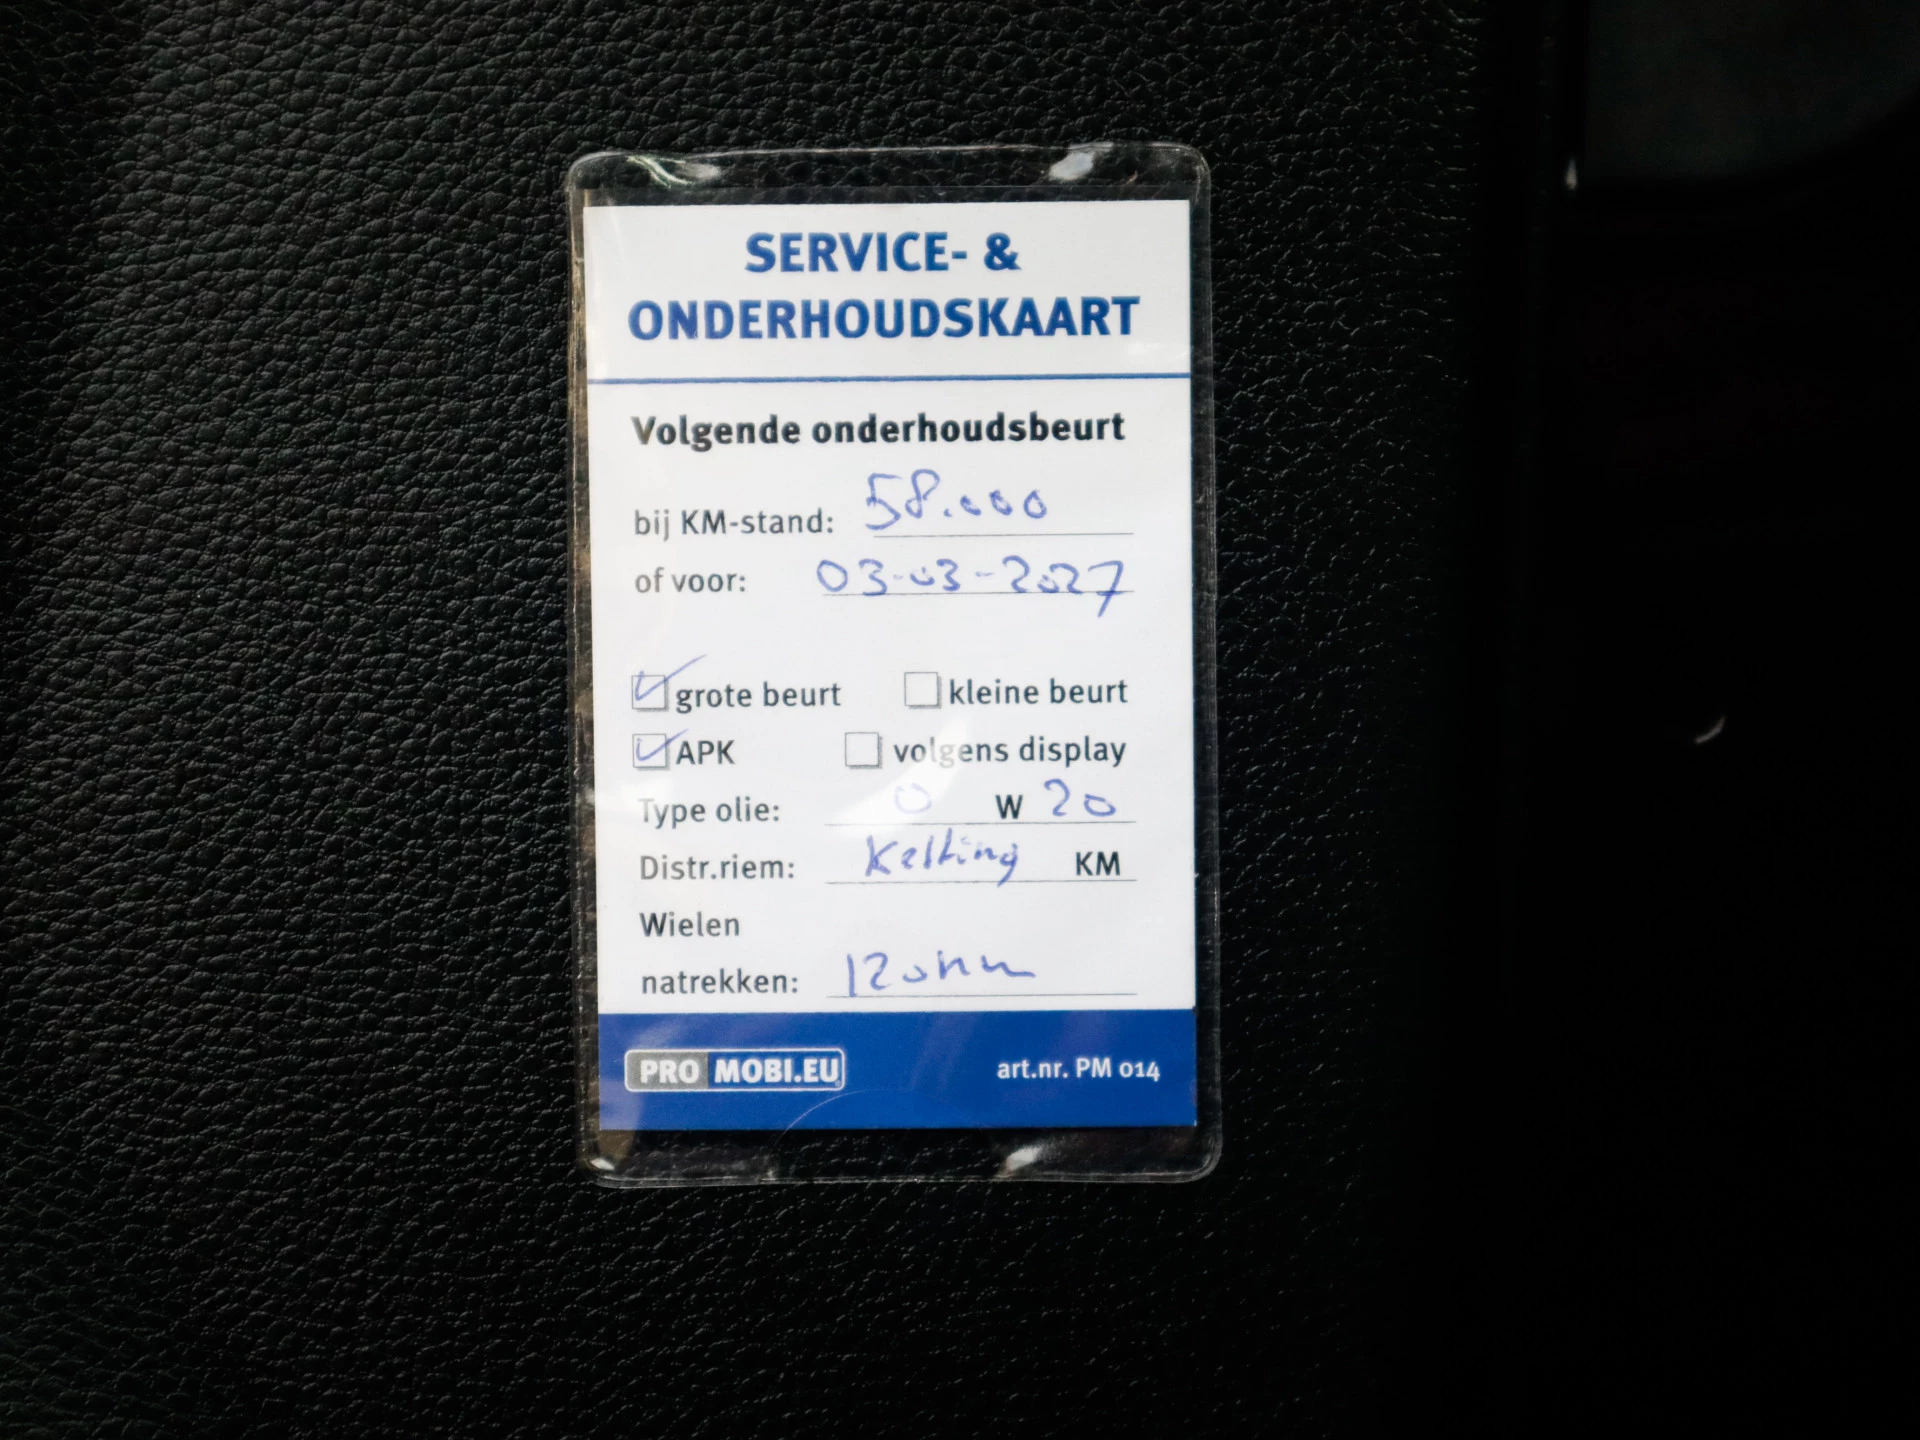 SERVICE- &
ONDERHOUDSKAART
Volgende onderhoudsbeurt
bij KM-stand: 58.000
of voor: 03-03-2027
grote beurt kleine beurt
APK volgens display
Type olie: 0 W 20
Distr.riem: Ketting KM
Wielen
natrekken: 120nm
PRO MOBI.EU art.nr. PM 014